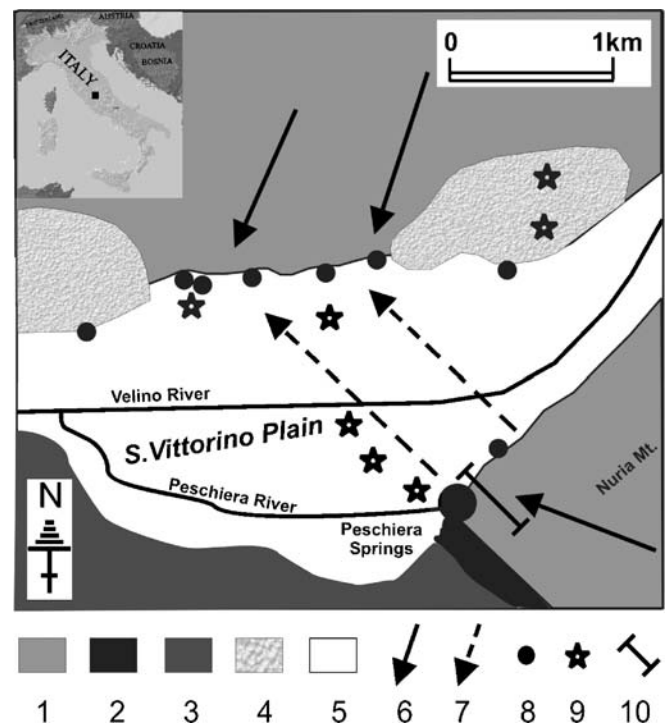 AUSTRIA
CROATIA
BOSNIA
ITALY
0 1km
Velino River
S.Vittorino Plain
Peschiera River
Peschiera
Springs
Nuria Mt.
N
1 2 3 4 5 6 7 8 9 10